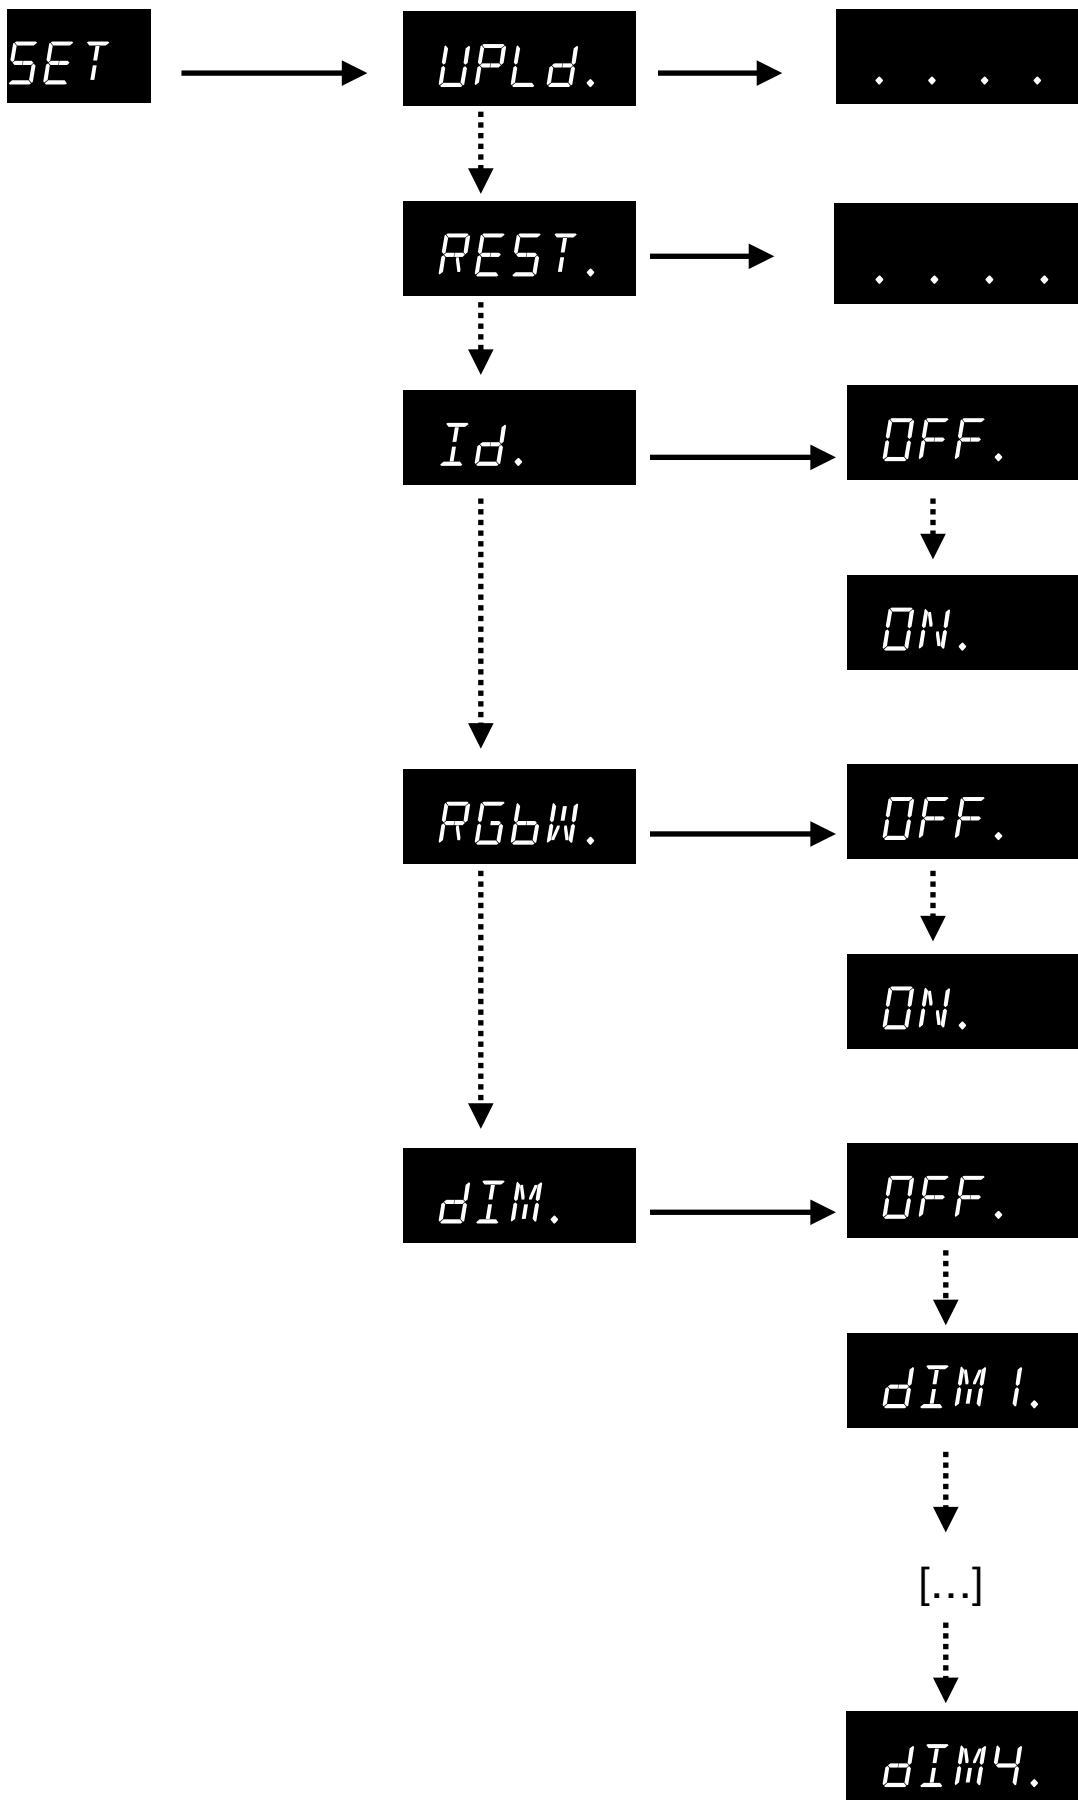 SET
UPLd.
. . . .
REST.
. . . .
Id.
OFF.
ON.
RGbW.
OFF.
ON.
dIM.
OFF.
dIM1.
[...]
dIM4.